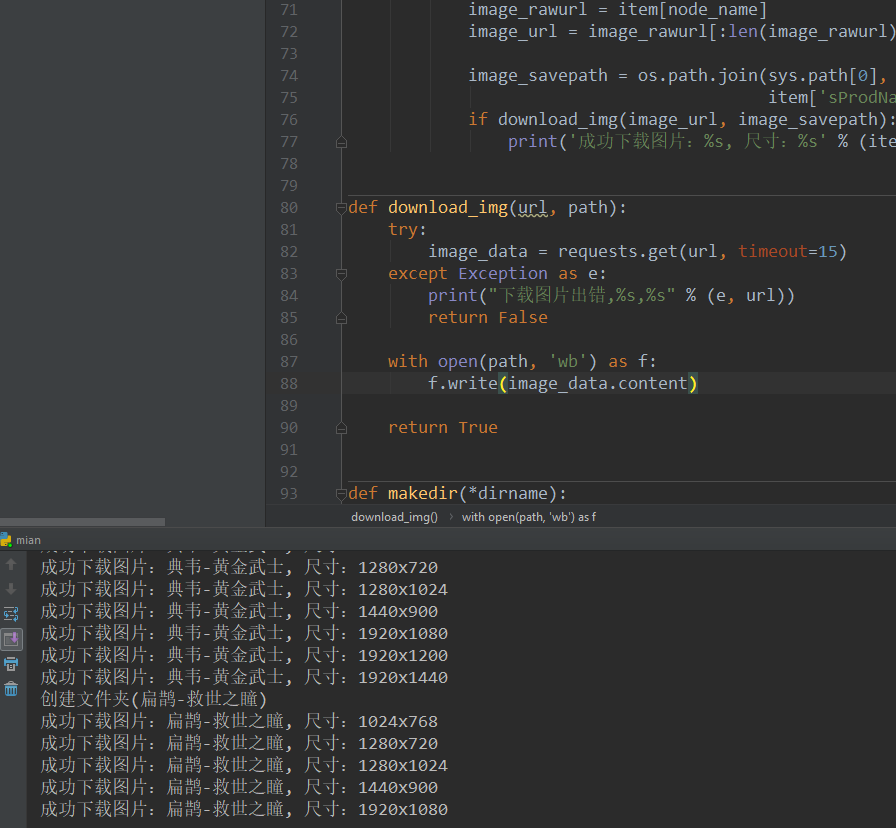 71 image_rawurl = item[node_name]
72 image_url = image_rawurl[:len(image_rawurl)
73
74 image_savepath = os.path.join(sys.path[0],
75 item['sProdNa
76 if download_img(image_url, image_savepath):
77 print('成功下载图片：%s, 尺寸：%s' % (ite
78
79
80 def download_img(url, path):
81 try:
82 image_data = requests.get(url, timeout=15)
83 except Exception as e:
84 print("下载图片出错,%s,%s" % (e, url))
85 return False
86
87 with open(path, 'wb') as f:
88 f.write(image_data.content)
89
90 return True
91
92
93 def makedir(*dirname):
download_img() › with open(path, 'wb') as f
mian
成功下载图片：典韦-黄金武士, 尺寸：1280x720
成功下载图片：典韦-黄金武士, 尺寸：1280x1024
成功下载图片：典韦-黄金武士, 尺寸：1440x900
成功下载图片：典韦-黄金武士, 尺寸：1920x1080
成功下载图片：典韦-黄金武士, 尺寸：1920x1200
成功下载图片：典韦-黄金武士, 尺寸：1920x1440
创建文件夹(扁鹊-救世之瞳)
成功下载图片：扁鹊-救世之瞳, 尺寸：1024x768
成功下载图片：扁鹊-救世之瞳, 尺寸：1280x720
成功下载图片：扁鹊-救世之瞳, 尺寸：1280x1024
成功下载图片：扁鹊-救世之瞳, 尺寸：1440x900
成功下载图片：扁鹊-救世之瞳, 尺寸：1920x1080